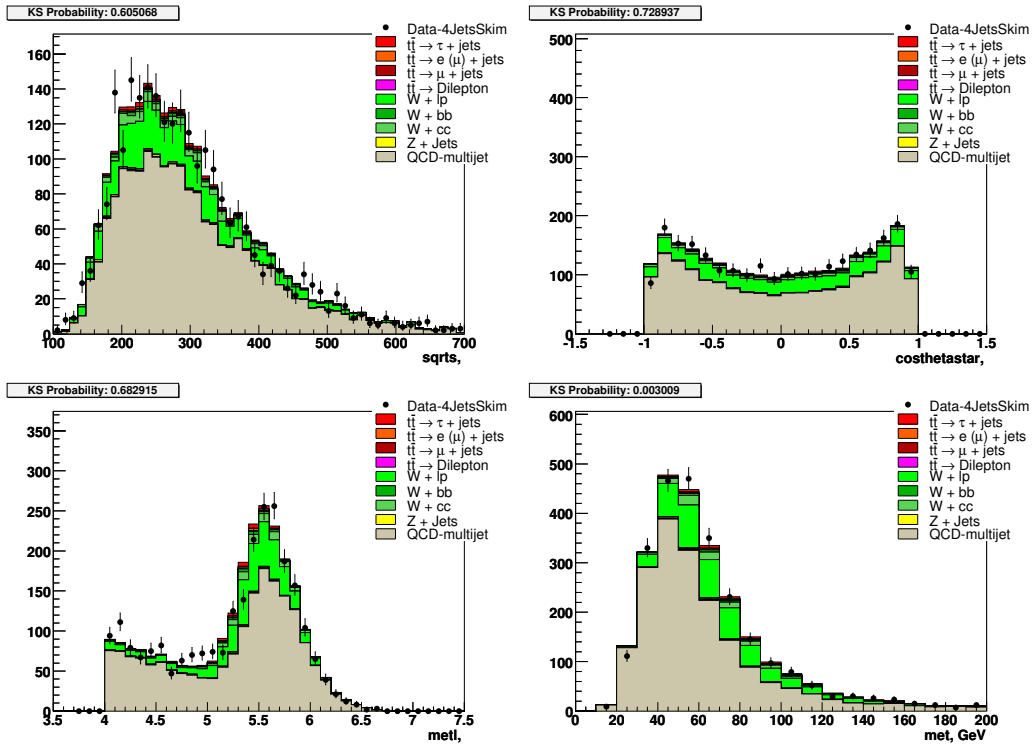 KS Probability: 0.605068
Data-4JetsSkim
tt̄ → τ + jets
tt̄ → e (μ) + jets
tt̄ → μ + jets
tt̄ → Dilepton
W + lp
W + bb
W + cc
Z + Jets
QCD-multijet
160
140
120
100
80
60
40
20
0
100 200 300 400 500 600 700
sqrts,
KS Probability: 0.728937
Data-4JetsSkim
tt̄ → τ + jets
tt̄ → e (μ) + jets
tt̄ → μ + jets
tt̄ → Dilepton
W + lp
W + bb
W + cc
Z + Jets
QCD-multijet
500
400
300
200
100
0
-1.5 -1 -0.5 0 0.5 1 1.5
costhetastar,
KS Probability: 0.682915
Data-4JetsSkim
tt̄ → τ + jets
tt̄ → e (μ) + jets
tt̄ → μ + jets
tt̄ → Dilepton
W + lp
W + bb
W + cc
Z + Jets
QCD-multijet
350
300
250
200
150
100
50
0
3.5 4 4.5 5 5.5 6 6.5 7 7.5
metl,
KS Probability: 0.003009
Data-4JetsSkim
tt̄ → τ + jets
tt̄ → e (μ) + jets
tt̄ → μ + jets
tt̄ → Dilepton
W + lp
W + bb
W + cc
Z + Jets
QCD-multijet
600
500
400
300
200
100
0
0 20 40 60 80 100 120 140 160 180 200
met, GeV